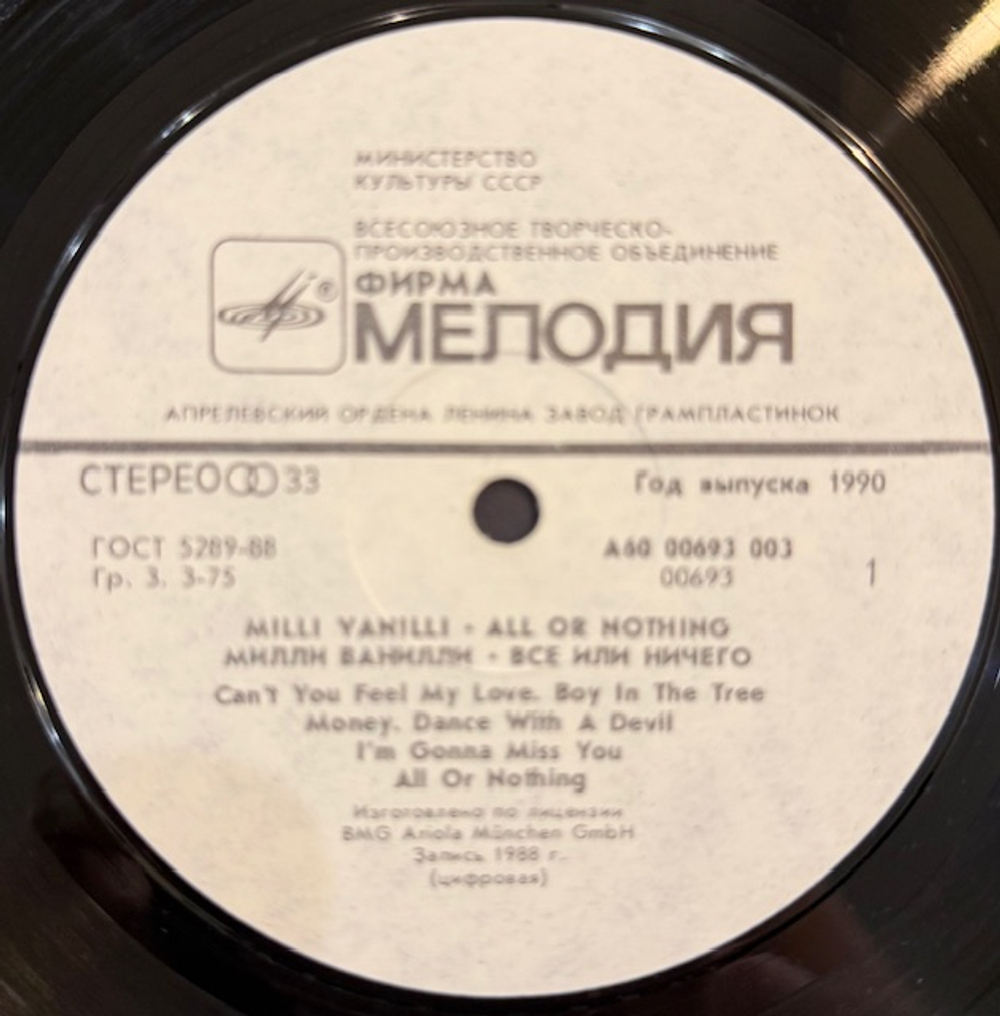 МИНИСТЕРСТВО
КУЛЬТУРЫ СССР
ВСЕСОЮЗНОЕ ТВОРЧЕСКО-
ПРОИЗВОДСТВЕННОЕ ОБЪЕДИНЕНИЕ
®
ФИРМА
МЕЛОДИЯ
АПРЕЛЕВСКИЙ ОРДЕНА ЛЕНИНА ЗАВОД ГРАМПЛАСТИНОК
СТЕРЕО 33 Год выпуска 1990
ГОСТ 5289-88 А60 00693 003
Гр. 3. 3-75 00693 1
MILLI VANILLI - ALL OR NOTHING
МИЛЛИ ВАНИЛЛИ - ВСЕ ИЛИ НИЧЕГО
Can't You Feel My Love. Boy In The Tree
Money. Dance With A Devil
I'm Gonna Miss You
All Or Nothing
Изготовлено по лицензии
BMG Ariola München GmbH
Запись 1988 г.
(цифровая)